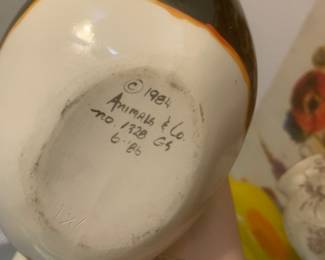 © 1984
ANIMALS & Co.
no. 1328 GS
6-86